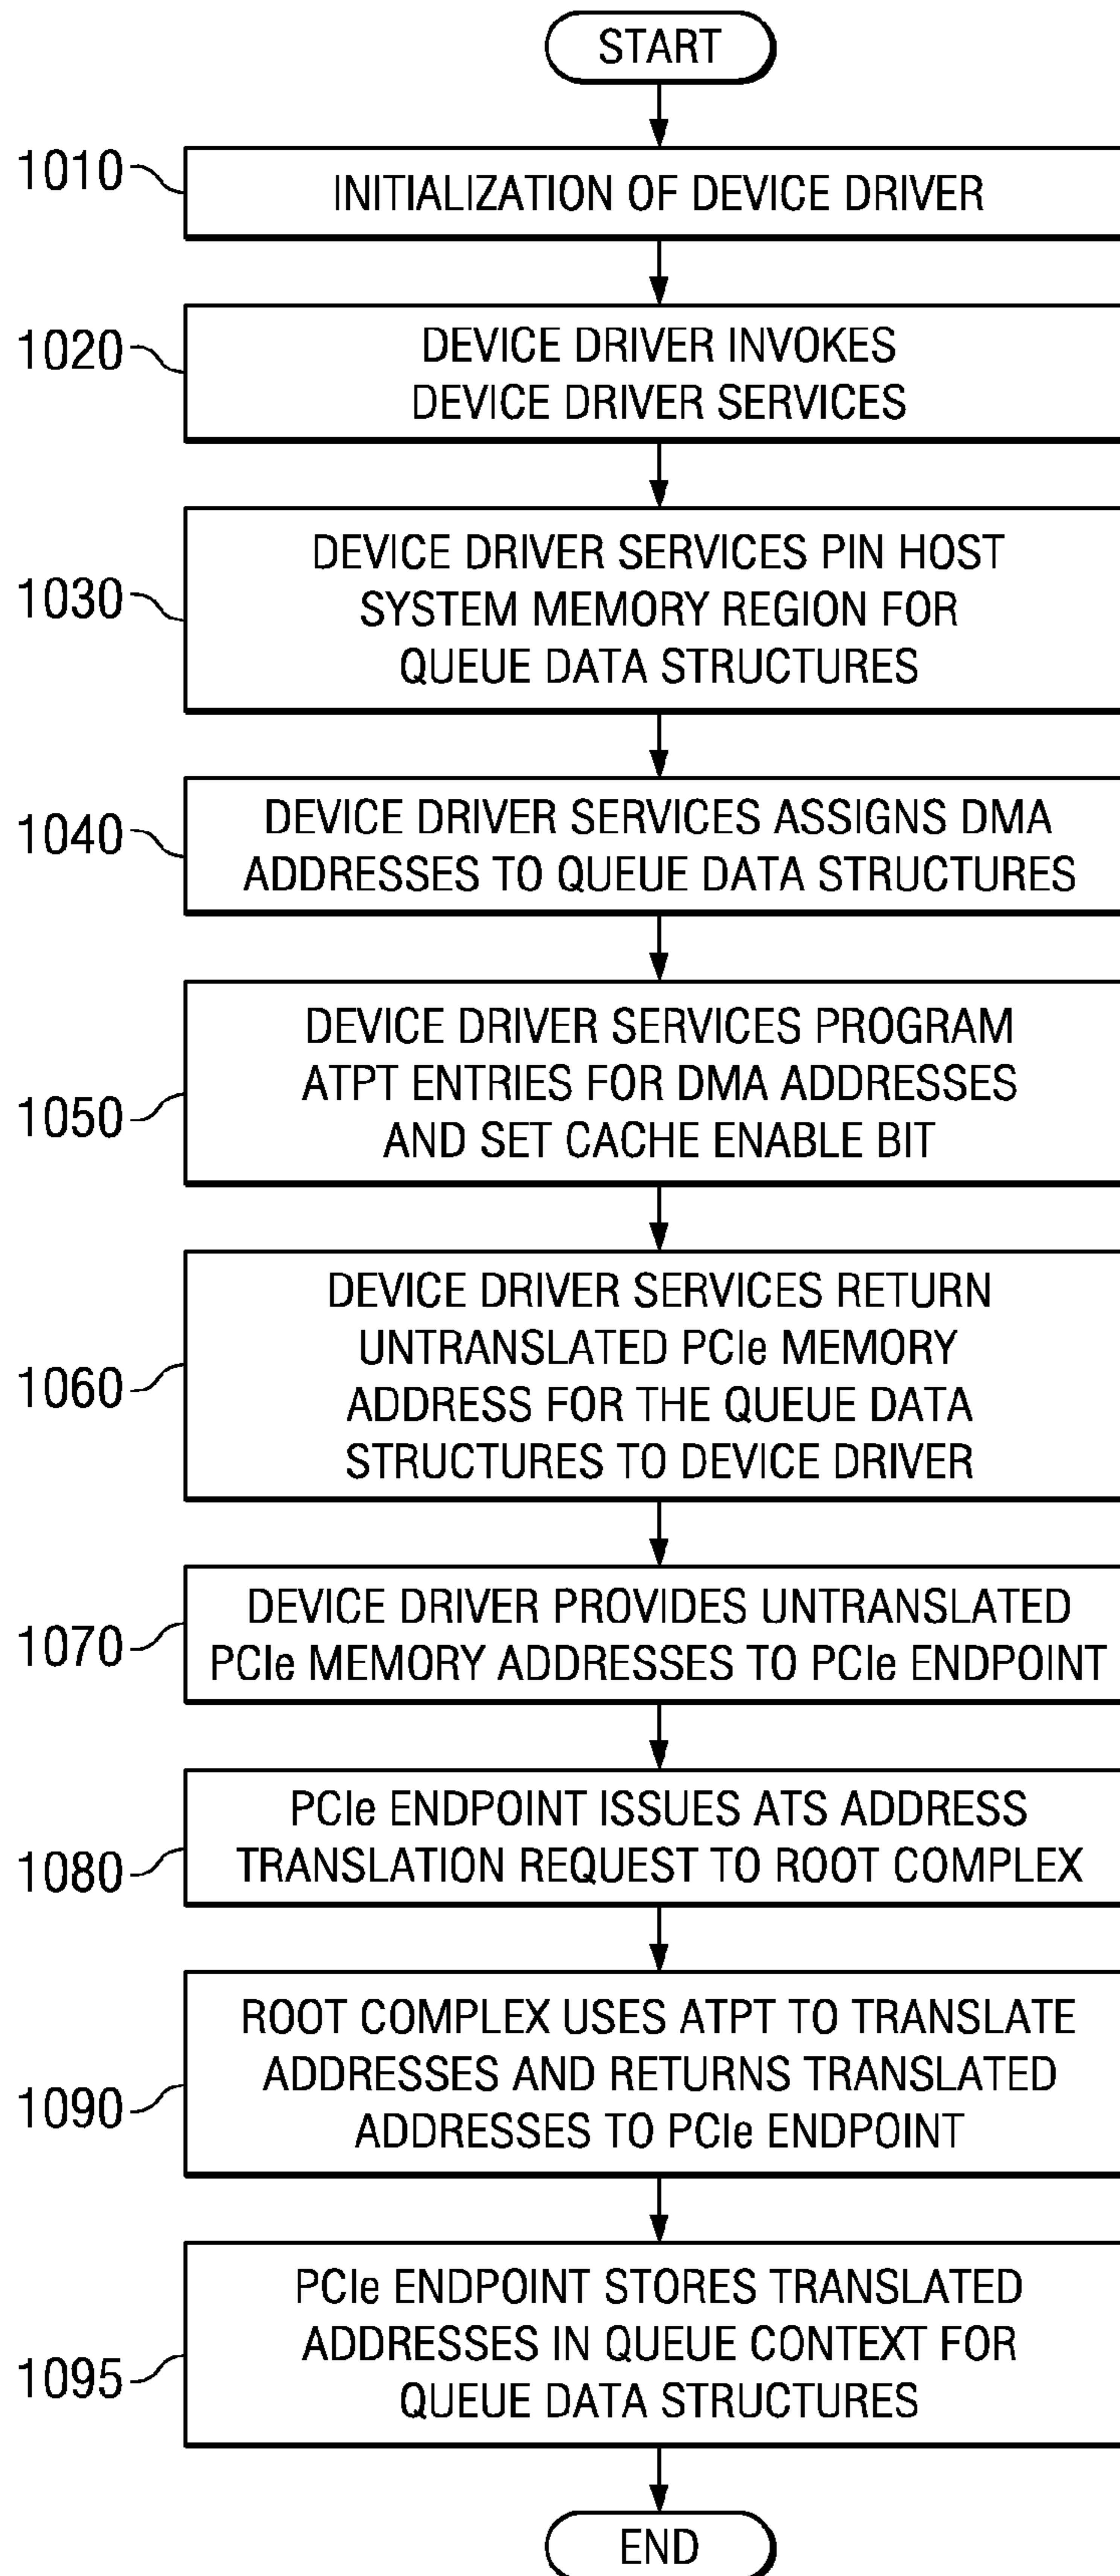 START
1010
INITIALIZATION OF DEVICE DRIVER
1020
DEVICE DRIVER INVOKES
DEVICE DRIVER SERVICES
1030
DEVICE DRIVER SERVICES PIN HOST
SYSTEM MEMORY REGION FOR
QUEUE DATA STRUCTURES
1040
DEVICE DRIVER SERVICES ASSIGNS DMA
ADDRESSES TO QUEUE DATA STRUCTURES
1050
DEVICE DRIVER SERVICES PROGRAM
ATPT ENTRIES FOR DMA ADDRESSES
AND SET CACHE ENABLE BIT
1060
DEVICE DRIVER SERVICES RETURN
UNTRANSLATED PCIe MEMORY
ADDRESS FOR THE QUEUE DATA
STRUCTURES TO DEVICE DRIVER
1070
DEVICE DRIVER PROVIDES UNTRANSLATED
PCIe MEMORY ADDRESSES TO PCIe ENDPOINT
1080
PCIe ENDPOINT ISSUES ATS ADDRESS
TRANSLATION REQUEST TO ROOT COMPLEX
1090
ROOT COMPLEX USES ATPT TO TRANSLATE
ADDRESSES AND RETURNS TRANSLATED
ADDRESSES TO PCIe ENDPOINT
1095
PCIe ENDPOINT STORES TRANSLATED
ADDRESSES IN QUEUE CONTEXT FOR
QUEUE DATA STRUCTURES
END